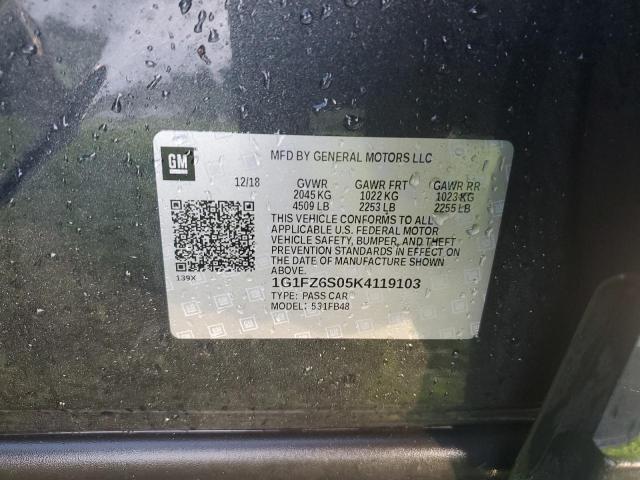 GM
MFD BY GENERAL MOTORS LLC
12/18 GVWR GAWR FRT GAWR RR
2045 KG 1022 KG 1023 KG
4509 LB 2253 LB 2255 LB
THIS VEHICLE CONFORMS TO ALL
APPLICABLE U.S. FEDERAL MOTOR
VEHICLE SAFETY, BUMPER, AND THEFT
PREVENTION STANDARDS IN EFFECT ON
THE DATE OF MANUFACTURE SHOWN
ABOVE.
139X
1G1FZ6S05K4119103
TYPE: PASS CAR
MODEL: 531FB48